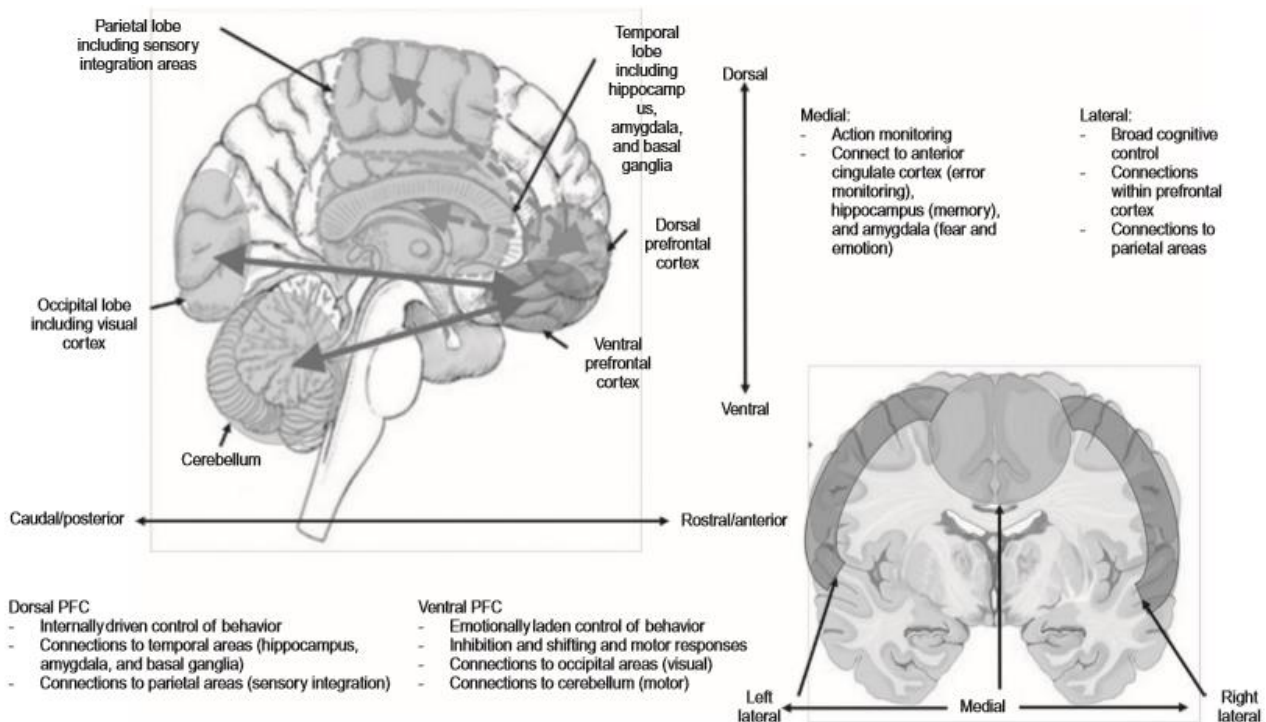 Parietal lobe
including sensory
integration areas
Temporal
lobe
including
hippocamp
us,
amygdala,
and basal
ganglia
Dorsal
Medial:
- Action monitoring
- Connect to anterior
cingulate cortex (error
monitoring),
hippocampus (memory),
and amygdala (fear and
emotion)
Lateral:
- Broad cognitive
control
- Connections
within prefrontal
cortex
- Connections to
parietal areas
Dorsal
prefrontal
cortex
Occipital lobe
including visual
cortex
Ventral
prefrontal
cortex
Ventral
Cerebellum
Caudal/posterior
Rostral/anterior
Dorsal PFC
- Internally driven control of behavior
- Connections to temporal areas (hippocampus,
amygdala, and basal ganglia)
- Connections to parietal areas (sensory integration)
Ventral PFC
- Emotionally laden control of behavior
- Inhibition and shifting and motor responses
- Connections to occipital areas (visual)
- Connections to cerebellum (motor)
Left
lateral
Medial
Right
lateral